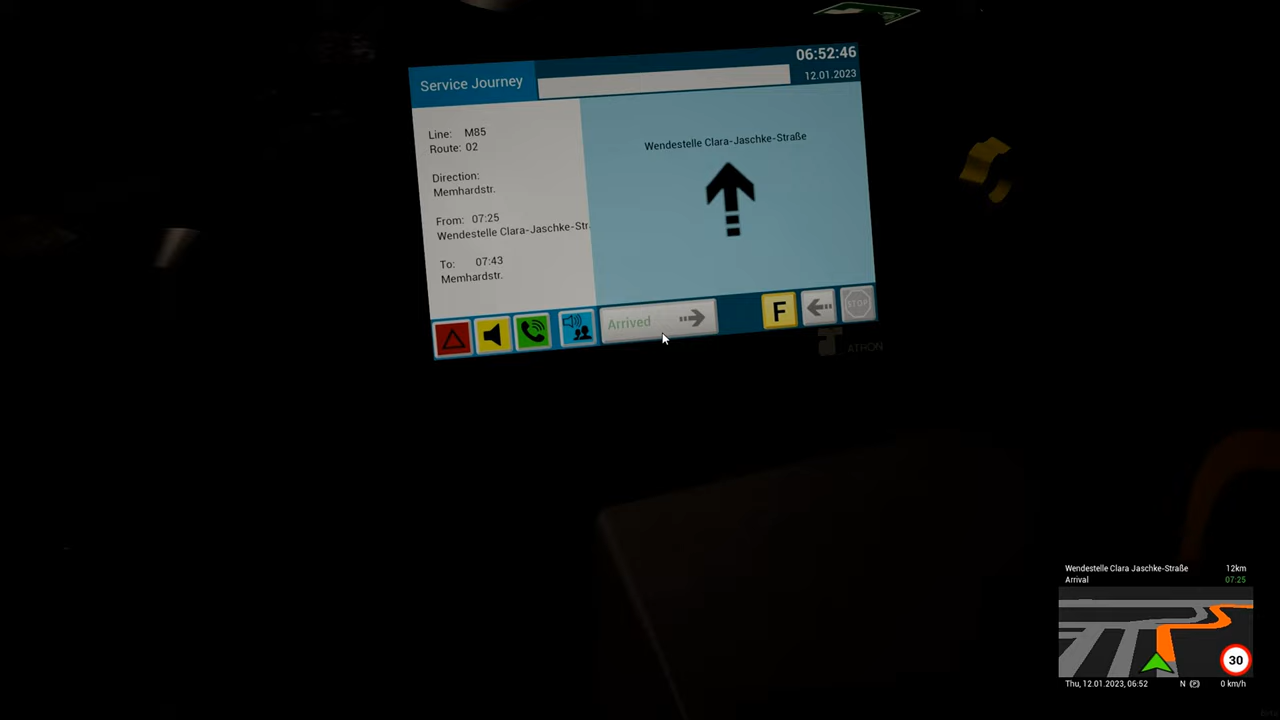 06:52:46
Service Journey
12.01.2023
Line: M85
Route: 02
Direction:
Memhardstr.
From: 07:25
Wendestelle Clara-Jaschke-Str
To: 07:43
Memhardstr.
Wendestelle Clara-Jaschke-Straße
Arrived
F
STOP
ATRON
Wendestelle Clara Jaschke-Straße 12km
Arrival 07:25
30
Thu, 12.01.2023, 06:52 N (P) 0 km/h